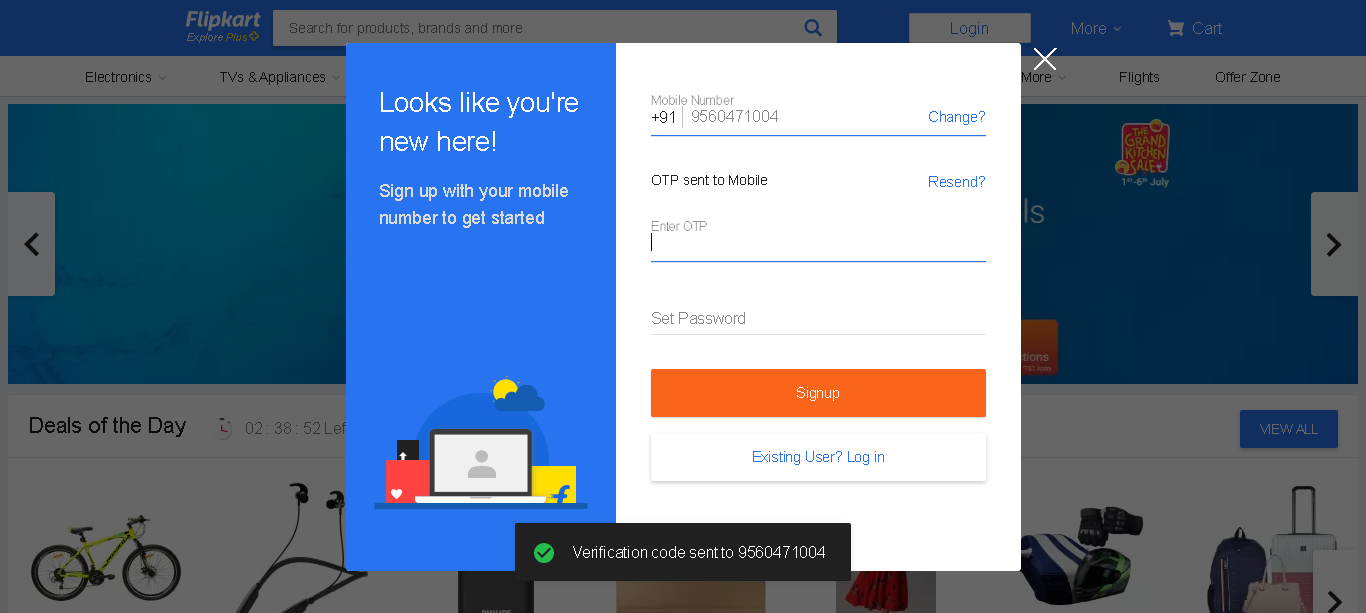 Flipkart
Explore Plus
Search for products, brands and more
Login
More
Cart
Electronics
TVs & Appliances
More
Flights
Offer Zone
Looks like you're
new here!
Sign up with your mobile
number to get started
Mobile Number
+91 9560471004
Change?
OTP sent to Mobile
Resend?
Enter OTP
Set Password
Signup
Existing User? Log in
Verification code sent to 9560471004
THE
GRAND
KITCHEN
SALE
1ST-6TH July
ls
tions
Deals of the Day
02 : 38 : 52 Lef
VIEW ALL
PHILIPS